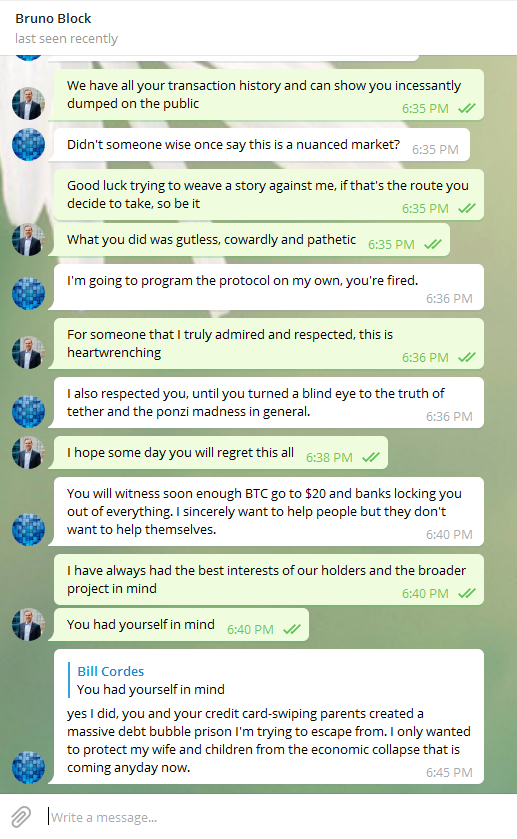 Bruno Block
last seen recently
We have all your transaction history and can show you incessantly
dumped on the public
6:35 PM
Didn't someone wise once say this is a nuanced market?
6:35 PM
Good luck trying to weave a story against me, if that's the route you
decide to take, so be it
6:35 PM
What you did was gutless, cowardly and pathetic
6:35 PM
I'm going to program the protocol on my own, you're fired.
6:36 PM
For someone that I truly admired and respected, this is
heartwrenching
6:36 PM
I also respected you, until you turned a blind eye to the truth of
tether and the ponzi madness in general.
6:36 PM
I hope some day you will regret this all
6:38 PM
You will witness soon enough BTC go to $20 and banks locking you
out of everything. I sincerely want to help people but they don't
want to help themselves.
6:40 PM
I have always had the best interests of our holders and the broader
project in mind
6:40 PM
You had yourself in mind
6:40 PM
Bill Cordes
You had yourself in mind
yes I did, you and your credit card-swiping parents created a
massive debt bubble prison I'm trying to escape from. I only wanted
to protect my wife and children from the economic collapse that is
coming anyday now.
6:45 PM
Write a message...